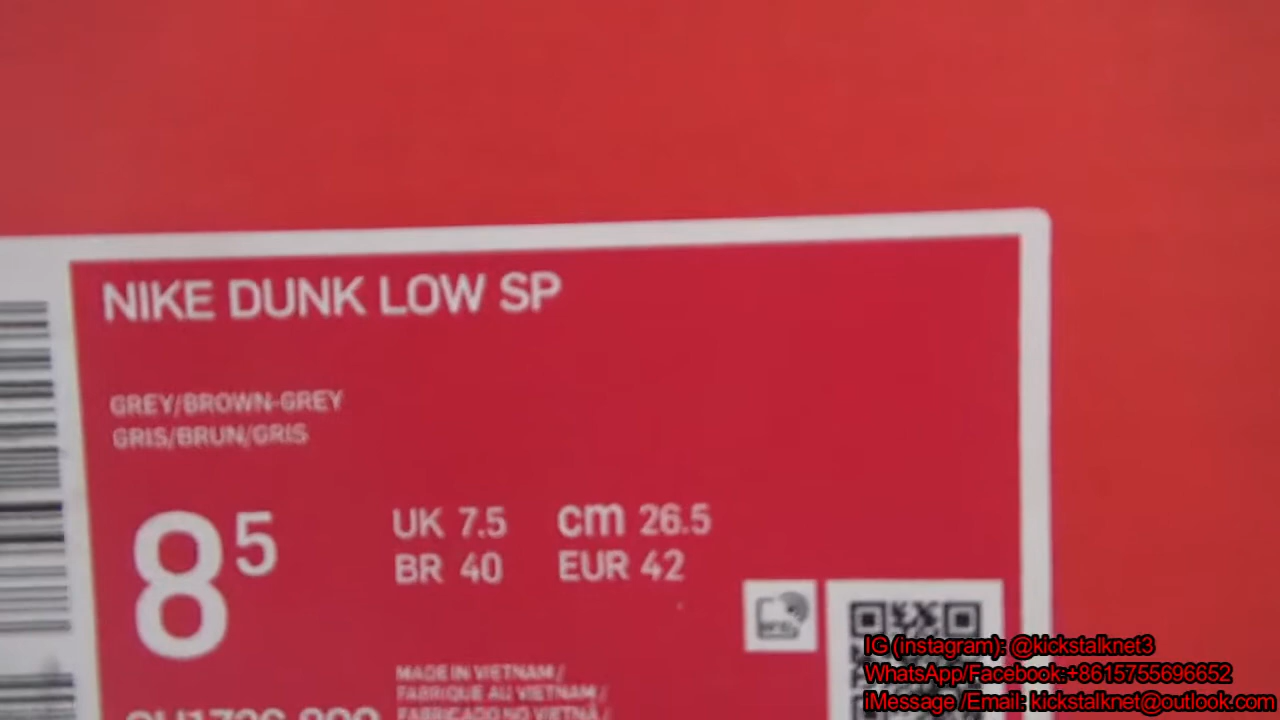 NIKE DUNK LOW SP
GREY/BROWN-GREY
GRIS/BRUN/GRIS
8 5
UK 7.5 cm 26.5
BR 40 EUR 42
MADE IN VIETNAM /
FABRIQUE AU VIETNAM /
IG (instagram): @kickstalknet3
WhatsApp/Facebook:+8615755696652
iMessage /Email: kickstalknet@outlook.com